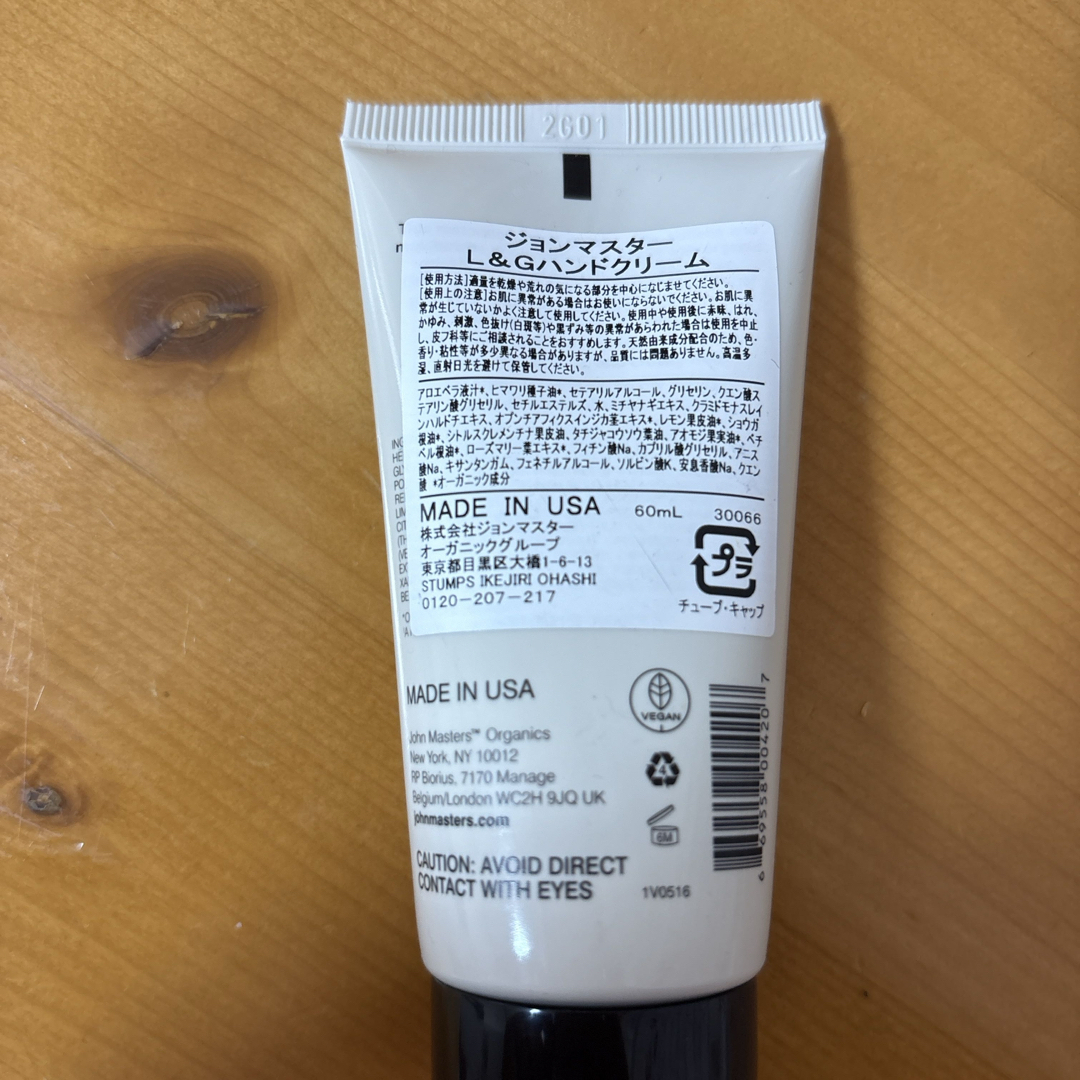 2601
ジョンマスター
L&Gハンドクリーム
[使用方法]適量を乾燥や荒れの気になる部分を中心になじませてください。
[使用上の注意]お肌に異常がある場合はお使いにならないでください。お肌に異
常が生じていないかよく注意して使用してください。使用中や使用後に赤味、はれ、
かゆみ、刺激、色抜け(白斑等)や黒ずみ等の異常があらわれた場合は使用を中止
し、皮フ科等にご相談されることをおすすめします。天然由来成分配合のため、色・
香り・粘性等が多少異なる場合がありますが、品質には問題ありません。高温多
湿、直射日光を避けて保管してください。
アロエベラ液汁*、ヒマワリ種子油*、セテアリルアルコール、グリセリン、クエン酸ス
テアリン酸グリセリル、セチルエステルズ、水、ミチヤナギエキス、クラミドモナスレイ
ンハルドチエキス、オプンチアフィクスインジカ茎エキス*、レモン果皮油*、ショウガ
根油*、シトルスクレメンチナ果皮油、タチジャコウソウ葉油、アオモジ果実油*、ベチ
ベル根油*、ローズマリー葉エキス*、フィチン酸Na、カプリル酸グリセリル、アニス
酸Na、キサンタンガム、フェネチルアルコール、ソルビン酸K、安息香酸Na、クエン
酸 *オーガニック成分
MADE IN USA 60mL 30066
株式会社ジョンマスター
オーガニックグループ
東京都目黒区大橋1-6-13
STUMPS IKEJIRI OHASHI
0120-207-217
プラ
チューブ・キャップ
MADE IN USA
John Masters™ Organics
New York, NY 10012
RP Biorius, 7170 Manage
Belgium/London WC2H 9JQ UK
johnmasters.com
CAUTION: AVOID DIRECT
CONTACT WITH EYES
VEGAN
4
6M
1V0516
6 69558 00420 7